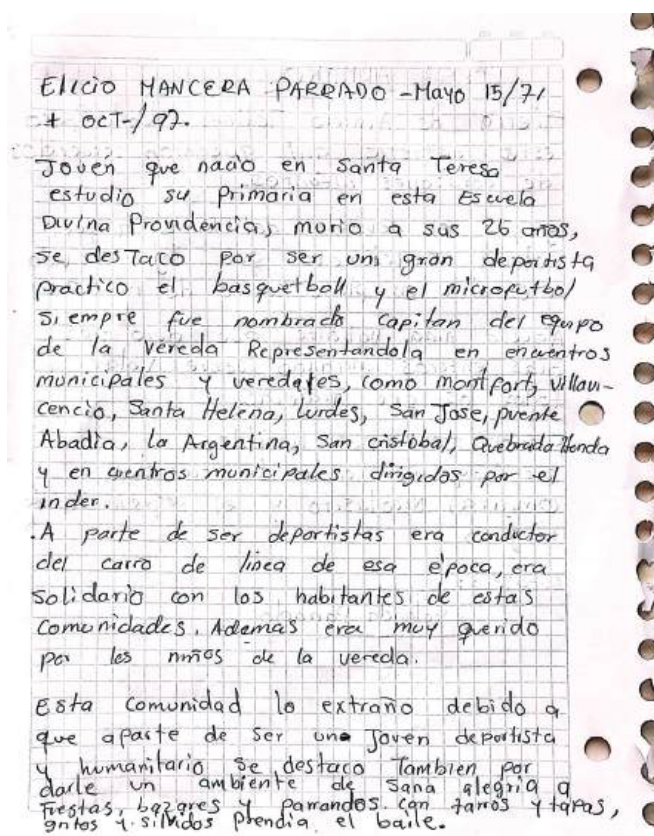 Elicio MANCERA PARRADO - Mayo 15/71
+ OCT-/97.
Joven que nacio en Santa Teresa
estudio su Primaria en esta Escuela
Divina Providencia, murio a sus 26 años,
se desTaco por ser un gran deportista
practico el basquetboll y el microfutbol
Siempre fue nombrado capitan del equipo
de la vereda Representandola en encuentros
municipales y veredales, como montfort, villavi-
cencio, Santa Helena, Lurdes, San Jose, puente
Abadia, la Argentina, San cristobal, Quebrada Honda
y en cuentros municipales dirigidos por el
inder.
.A parte de ser deportistas era conductor
del carro de linea de esa época, era
Solidario con los habitantes de estas
comunidades. Ademas era muy querido
por los niños de la vereda.
Esta comunidad lo extraño debido a
que aparte de ser une Joven deportista
y humanitario se destaco Tambien por
darle un ambiente de Sana alegria a
Fiestas, bazares y parrandos con tarros y tapas,
gritos y silvidos prendia el baile.